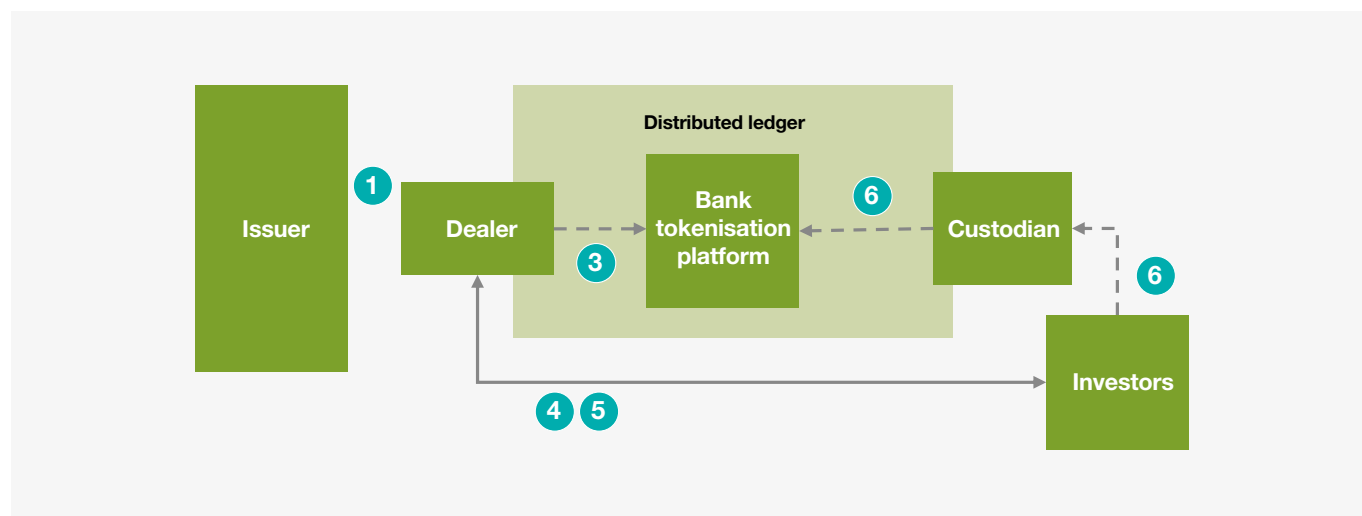 Distributed ledger
1
Issuer
Dealer
3
Bank
tokenisation
platform
6
Custodian
6
4 5
Investors